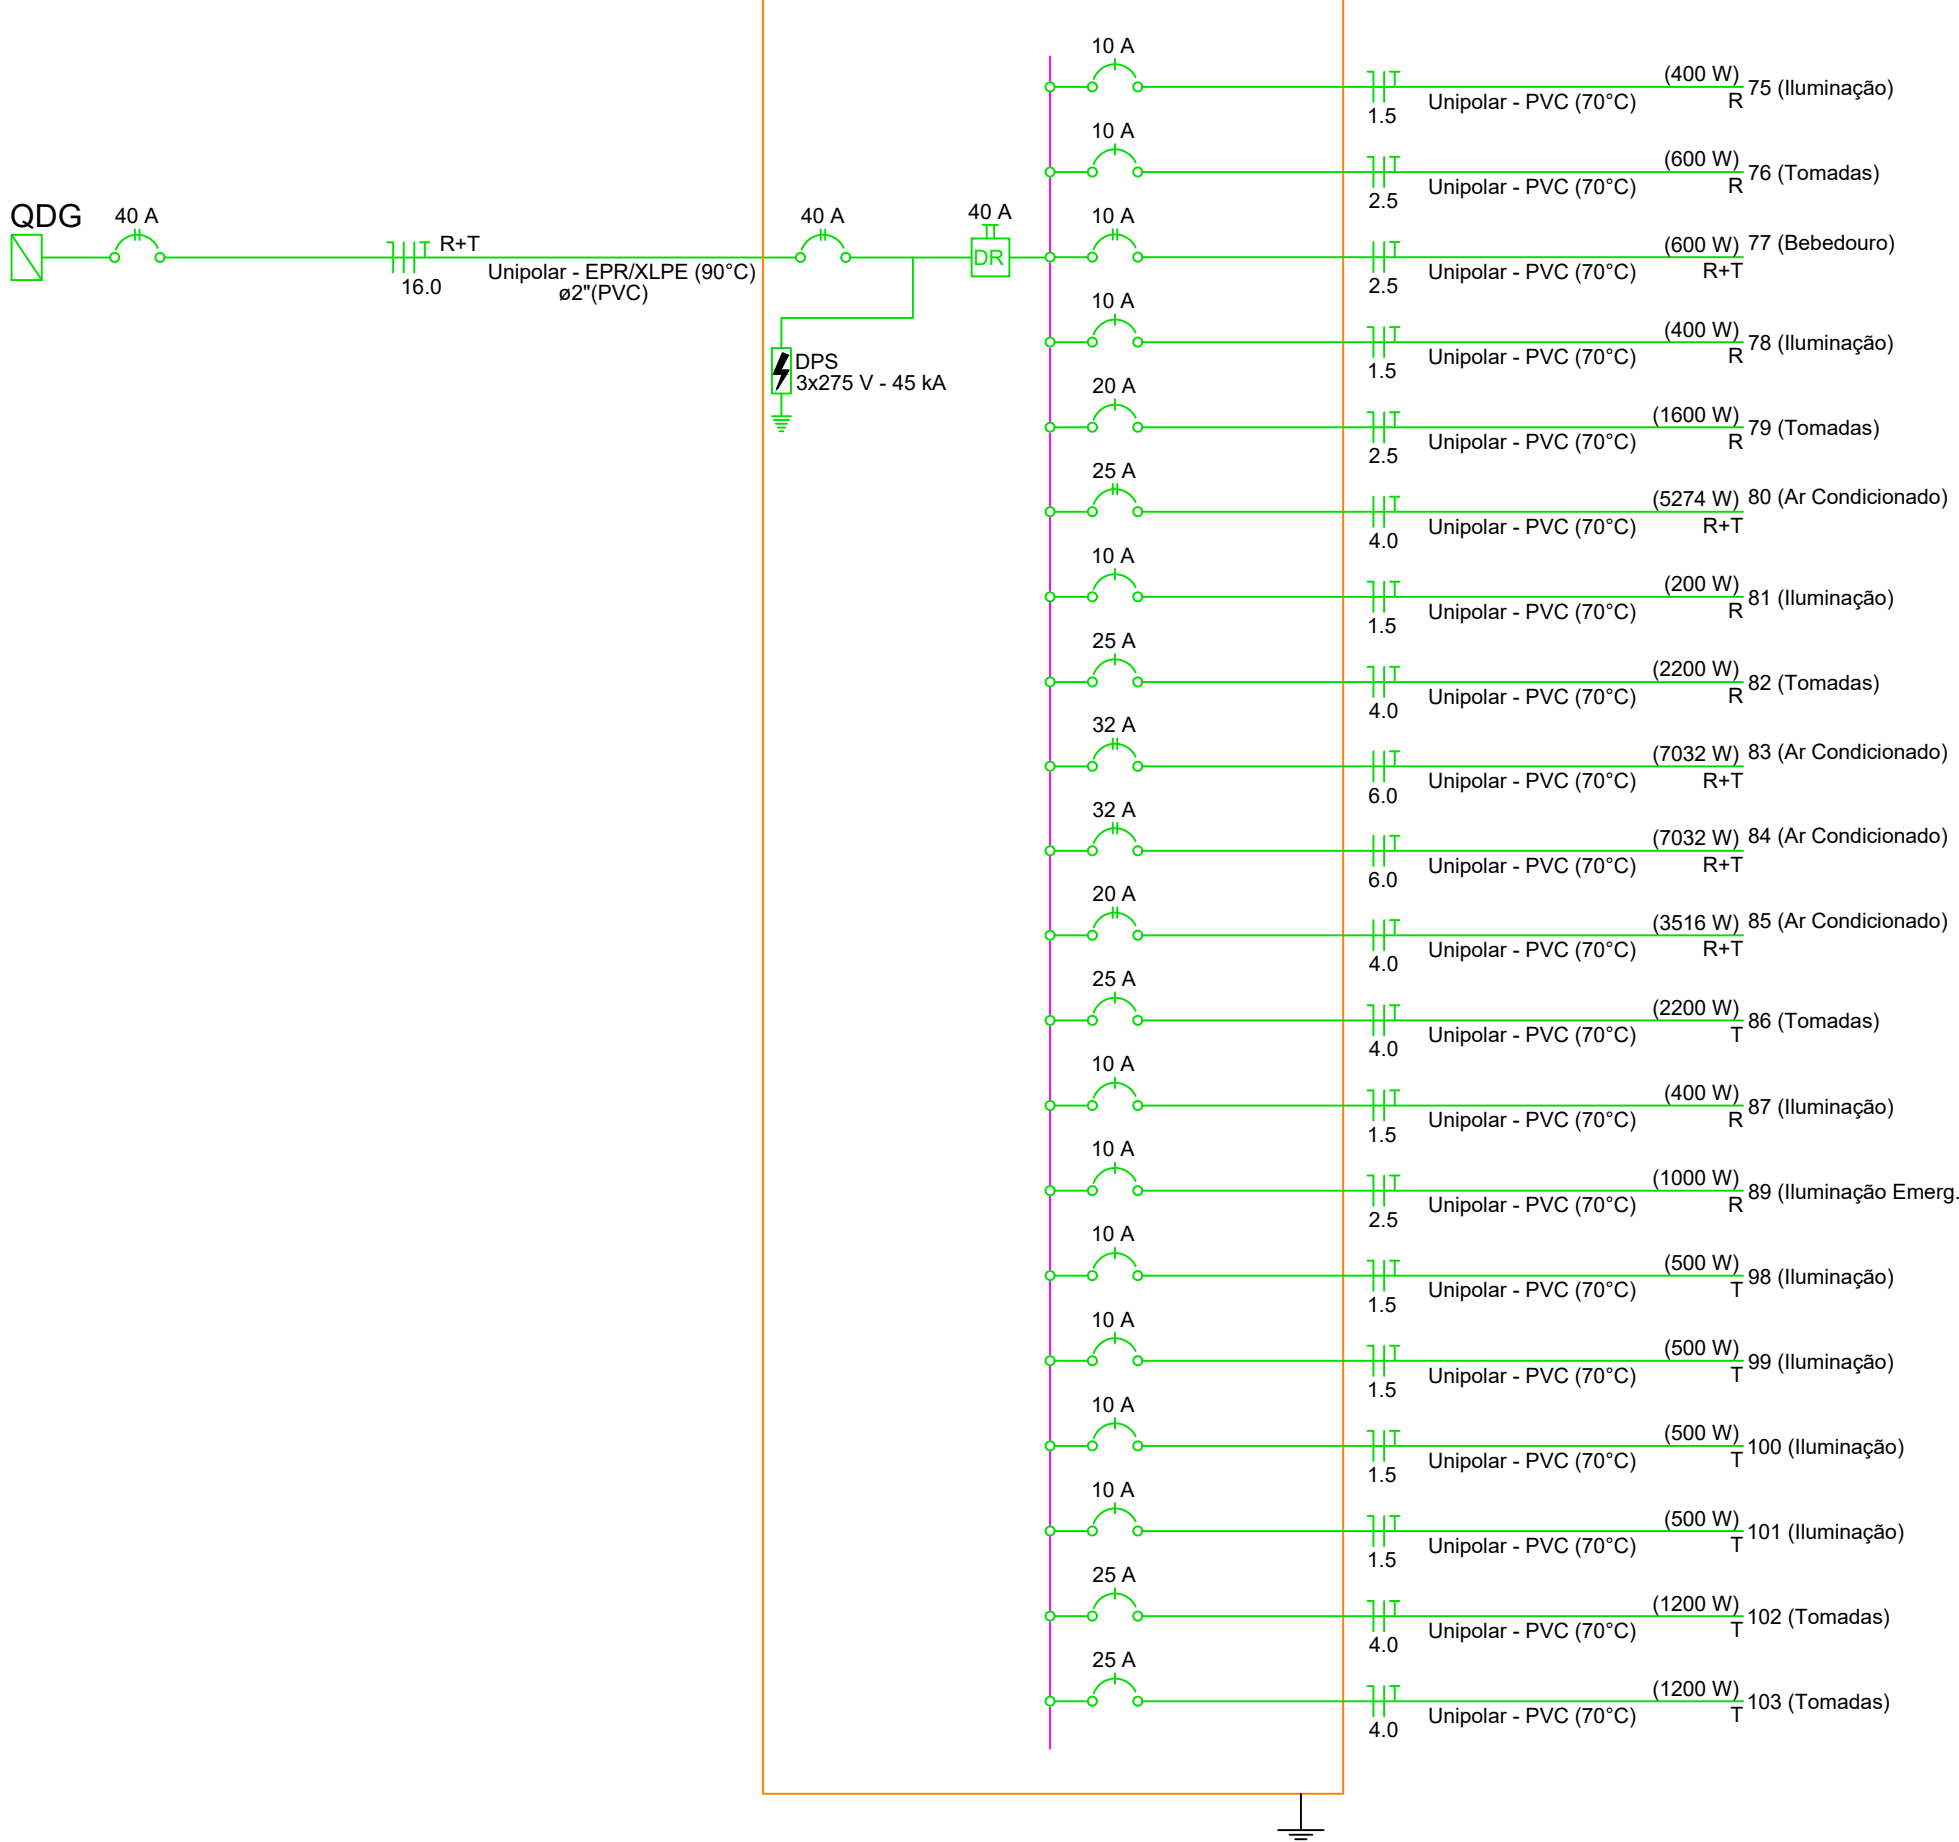 QDG
40 A
R+T
16.0
Unipolar - EPR/XLPE (90°C)
ø2"(PVC)
40 A
40 A
DR
DPS
3x275 V - 45 kA
10 A
1.5
Unipolar - PVC (70°C)
(400 W)
R
75 (Iluminação)
10 A
2.5
Unipolar - PVC (70°C)
(600 W)
R
76 (Tomadas)
10 A
2.5
Unipolar - PVC (70°C)
(600 W)
R+T
77 (Bebedouro)
10 A
1.5
Unipolar - PVC (70°C)
(400 W)
R
78 (Iluminação)
20 A
2.5
Unipolar - PVC (70°C)
(1600 W)
R
79 (Tomadas)
25 A
4.0
Unipolar - PVC (70°C)
(5274 W)
R+T
80 (Ar Condicionado)
10 A
1.5
Unipolar - PVC (70°C)
(200 W)
R
81 (Iluminação)
25 A
4.0
Unipolar - PVC (70°C)
(2200 W)
R
82 (Tomadas)
32 A
6.0
Unipolar - PVC (70°C)
(7032 W)
R+T
83 (Ar Condicionado)
32 A
6.0
Unipolar - PVC (70°C)
(7032 W)
R+T
84 (Ar Condicionado)
20 A
4.0
Unipolar - PVC (70°C)
(3516 W)
R+T
85 (Ar Condicionado)
25 A
4.0
Unipolar - PVC (70°C)
(2200 W)
T
86 (Tomadas)
10 A
1.5
Unipolar - PVC (70°C)
(400 W)
R
87 (Iluminação)
10 A
2.5
Unipolar - PVC (70°C)
(1000 W)
R
89 (Iluminação Emerg.
10 A
1.5
Unipolar - PVC (70°C)
(500 W)
T
98 (Iluminação)
10 A
1.5
Unipolar - PVC (70°C)
(500 W)
T
99 (Iluminação)
10 A
1.5
Unipolar - PVC (70°C)
(500 W)
T
100 (Iluminação)
10 A
1.5
Unipolar - PVC (70°C)
(500 W)
T
101 (Iluminação)
25 A
4.0
Unipolar - PVC (70°C)
(1200 W)
T
102 (Tomadas)
25 A
4.0
Unipolar - PVC (70°C)
(1200 W)
T
103 (Tomadas)